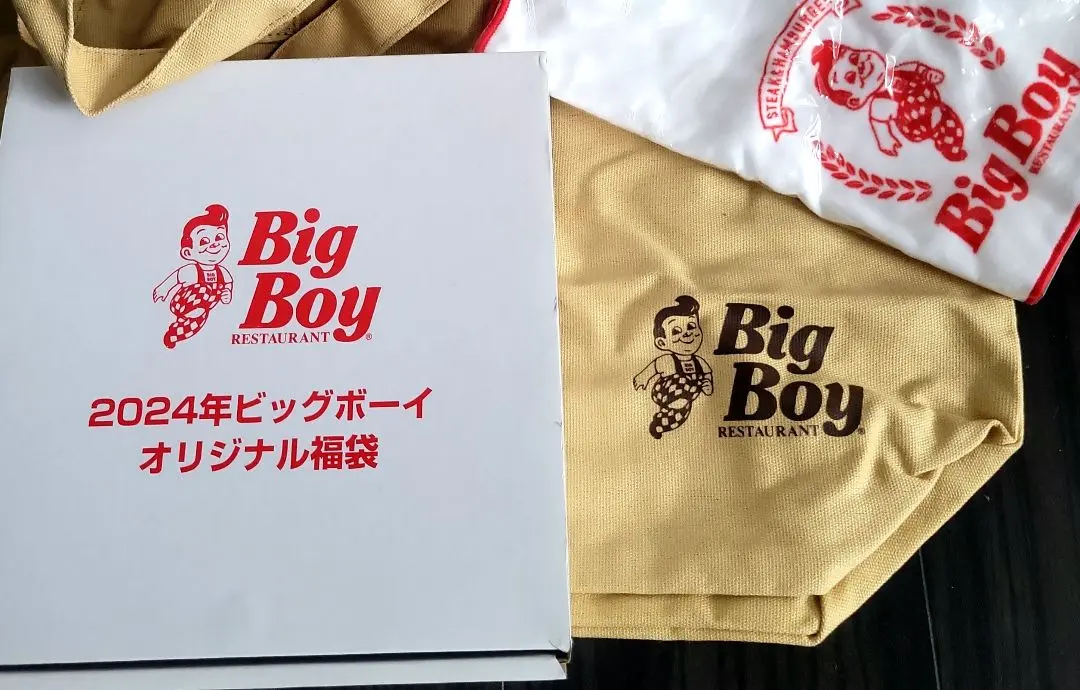 Big
Boy
RESTAURANT®
2024年ビッグボーイ
オリジナル福袋
Big
Boy
RESTAURANT®
STEAK&HAMBURGER
Big Boy
RESTAURANT